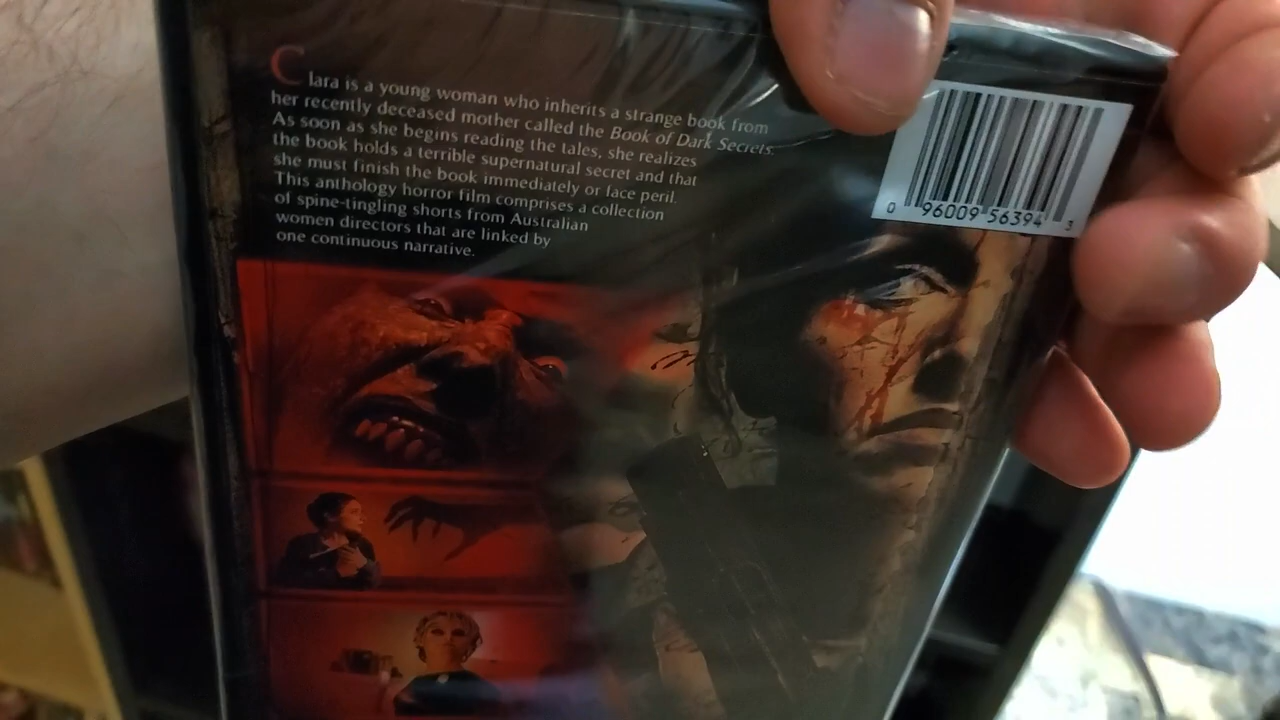 Clara is a young woman who inherits a strange book from
her recently deceased mother called the Book of Dark Secrets.
As soon as she begins reading the tales, she realizes
the book holds a terrible supernatural secret and that
she must finish the book immediately or face peril.
This anthology horror film comprises a collection
of spine-tingling shorts from Australian
women directors that are linked by
one continuous narrative.
0 96009 56394 3